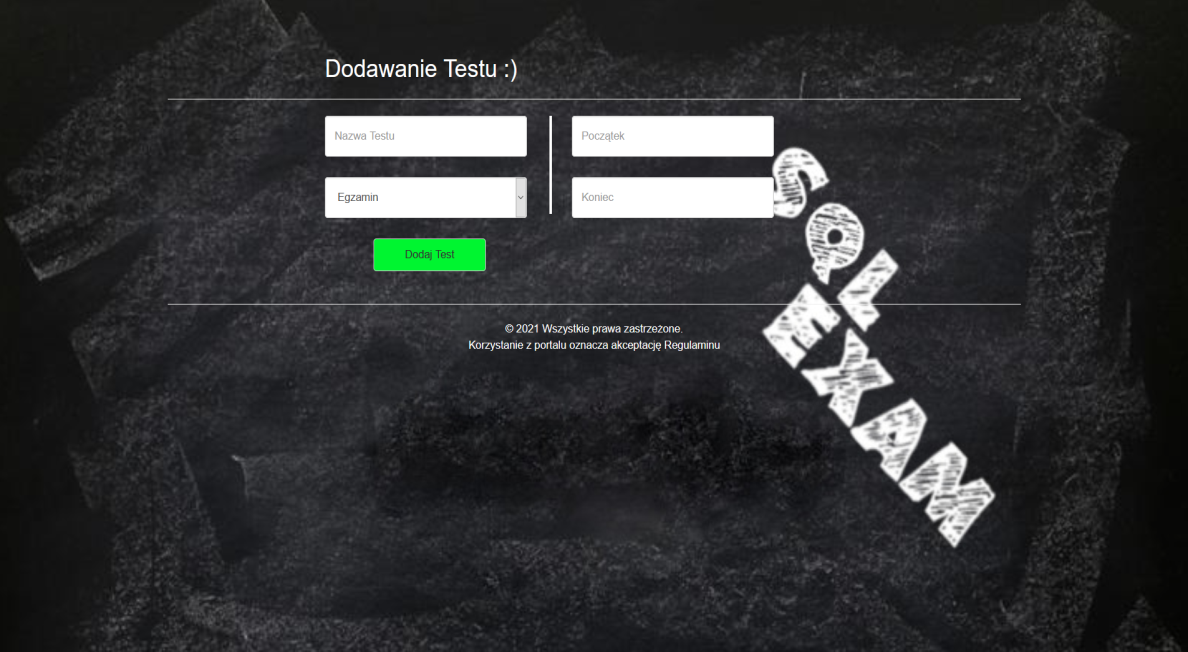 Dodawanie Testu :)
Nazwa Testu
Początek
Egzamin
Koniec
Dodaj Test
SQL
EXAM
© 2021 Wszystkie prawa zastrzeżone.
Korzystanie z portalu oznacza akceptację Regulaminu